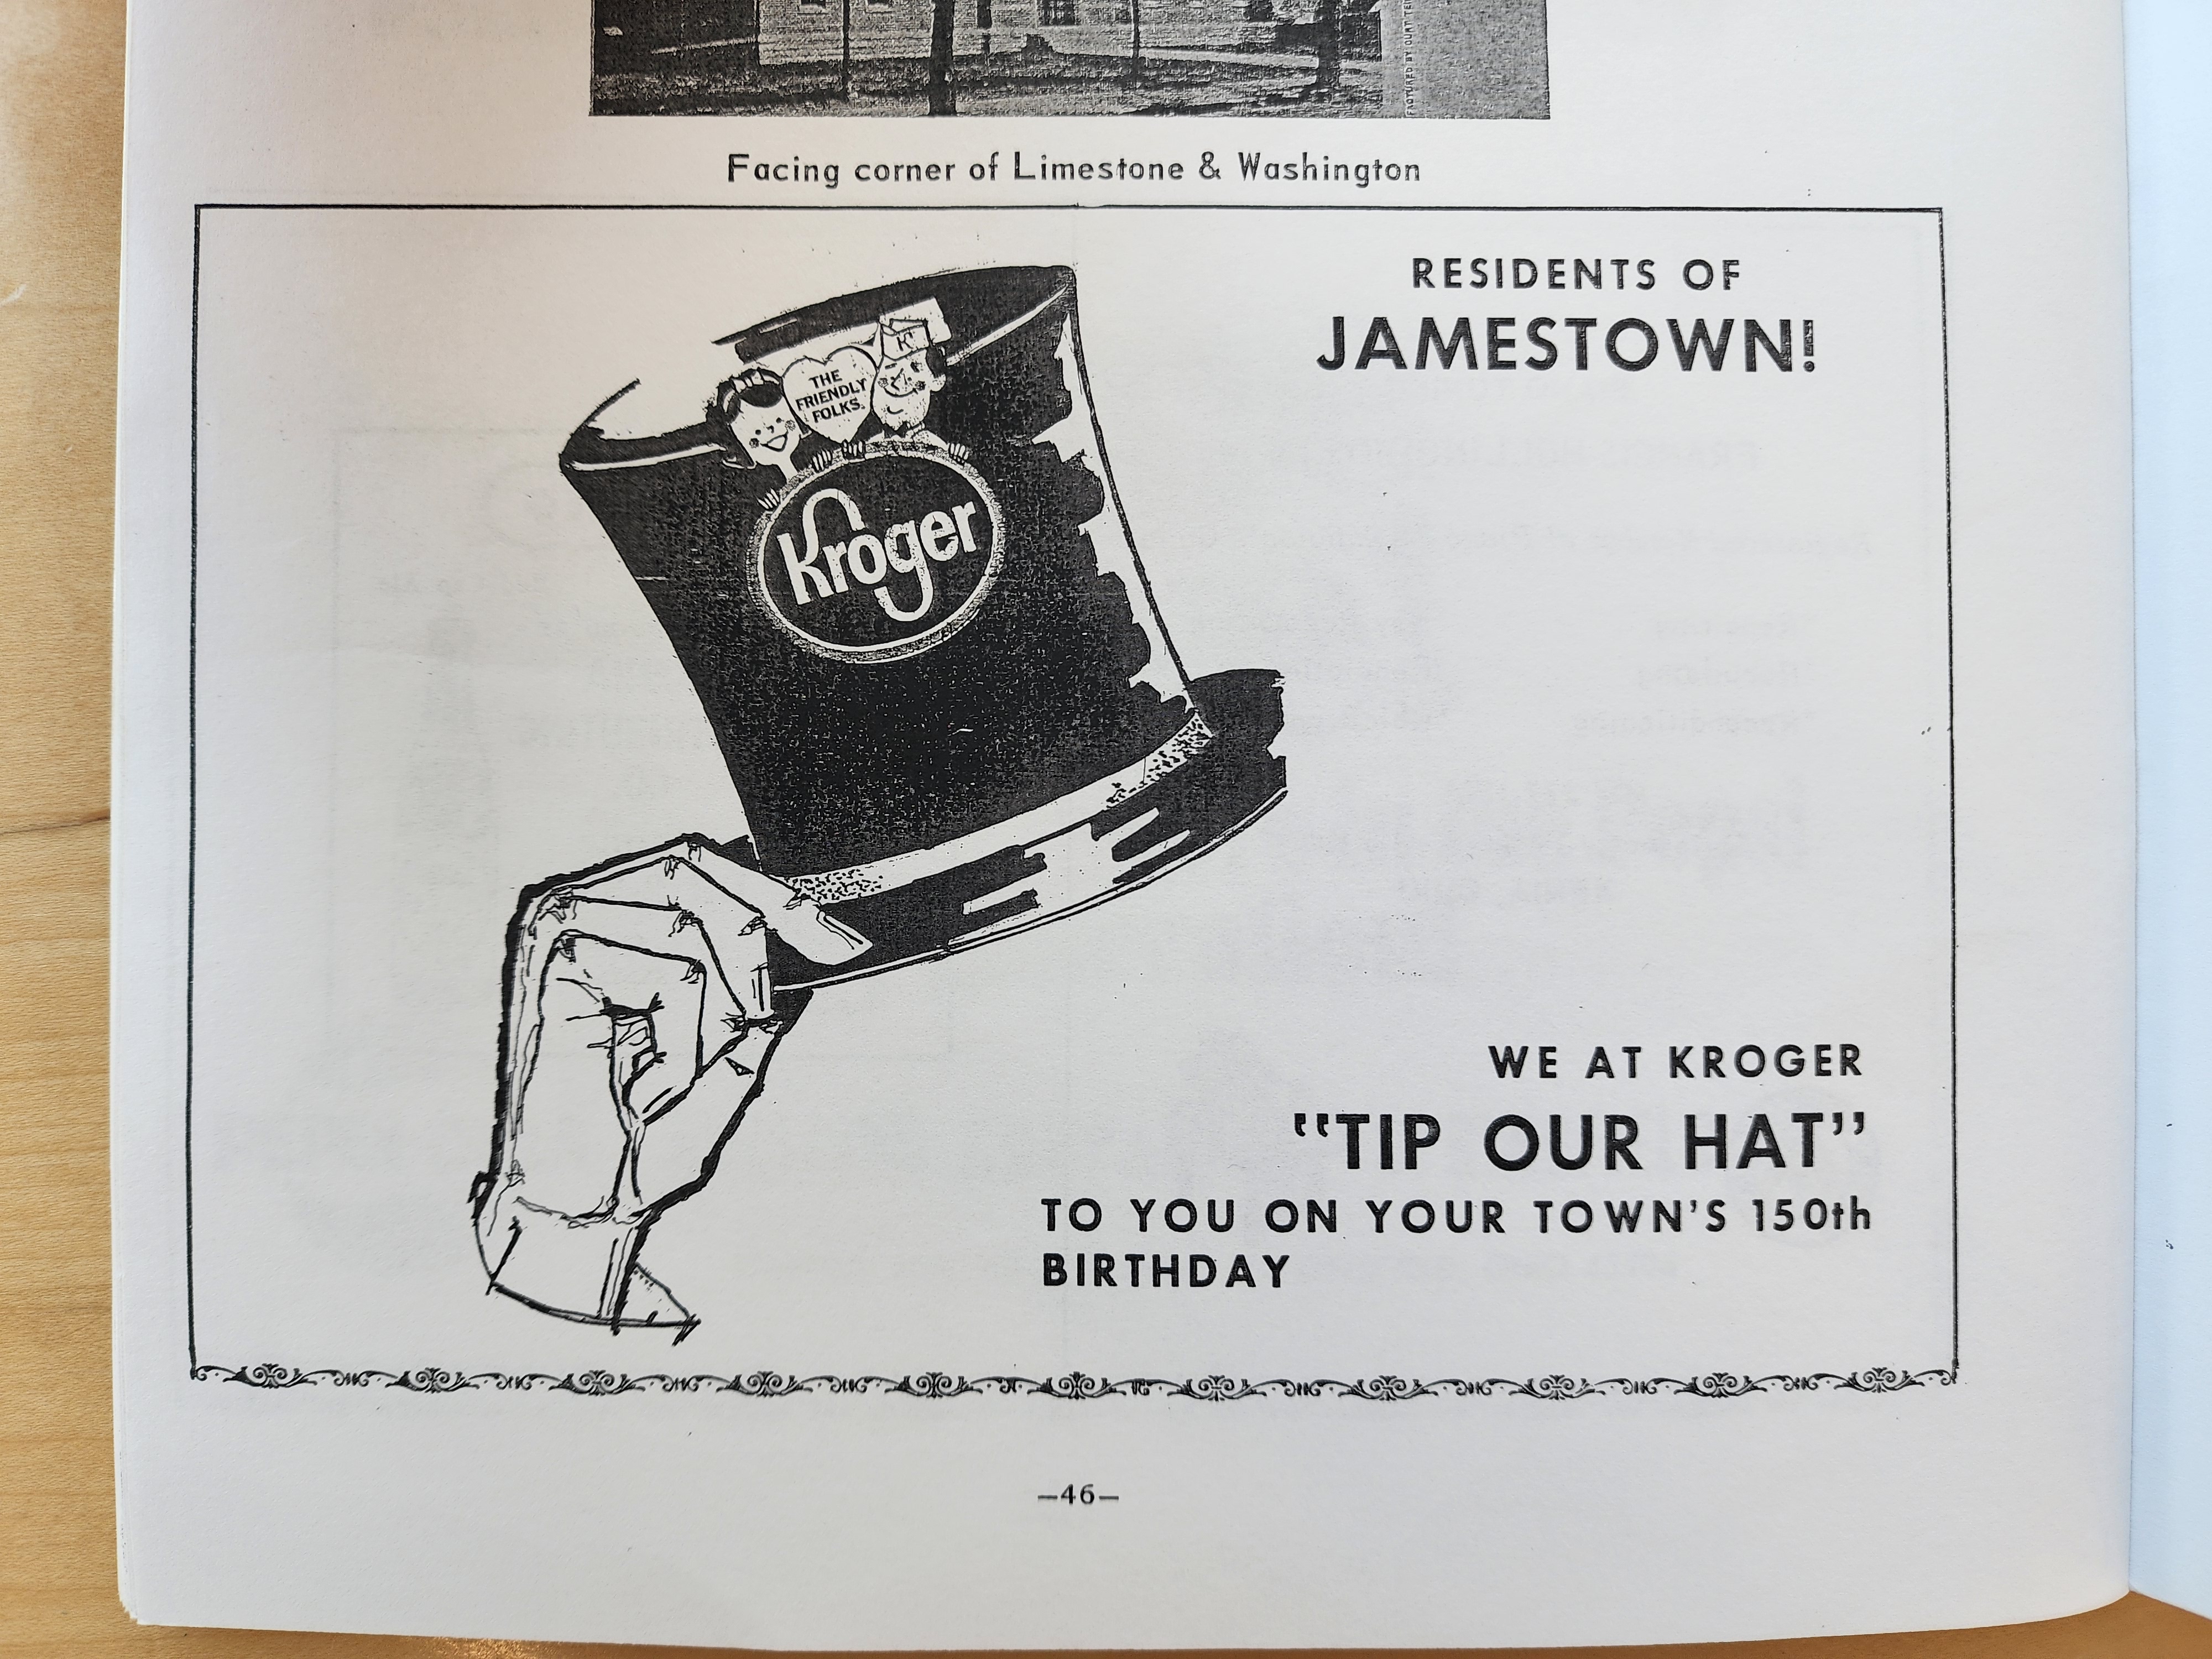 Facing corner of Limestone & Washington
RESIDENTS OF
JAMESTOWN!
THE
FRIENDLY
FOLKS.
K
Kroger
WE AT KROGER
"TIP OUR HAT"
TO YOU ON YOUR TOWN'S 150th
BIRTHDAY
—46—